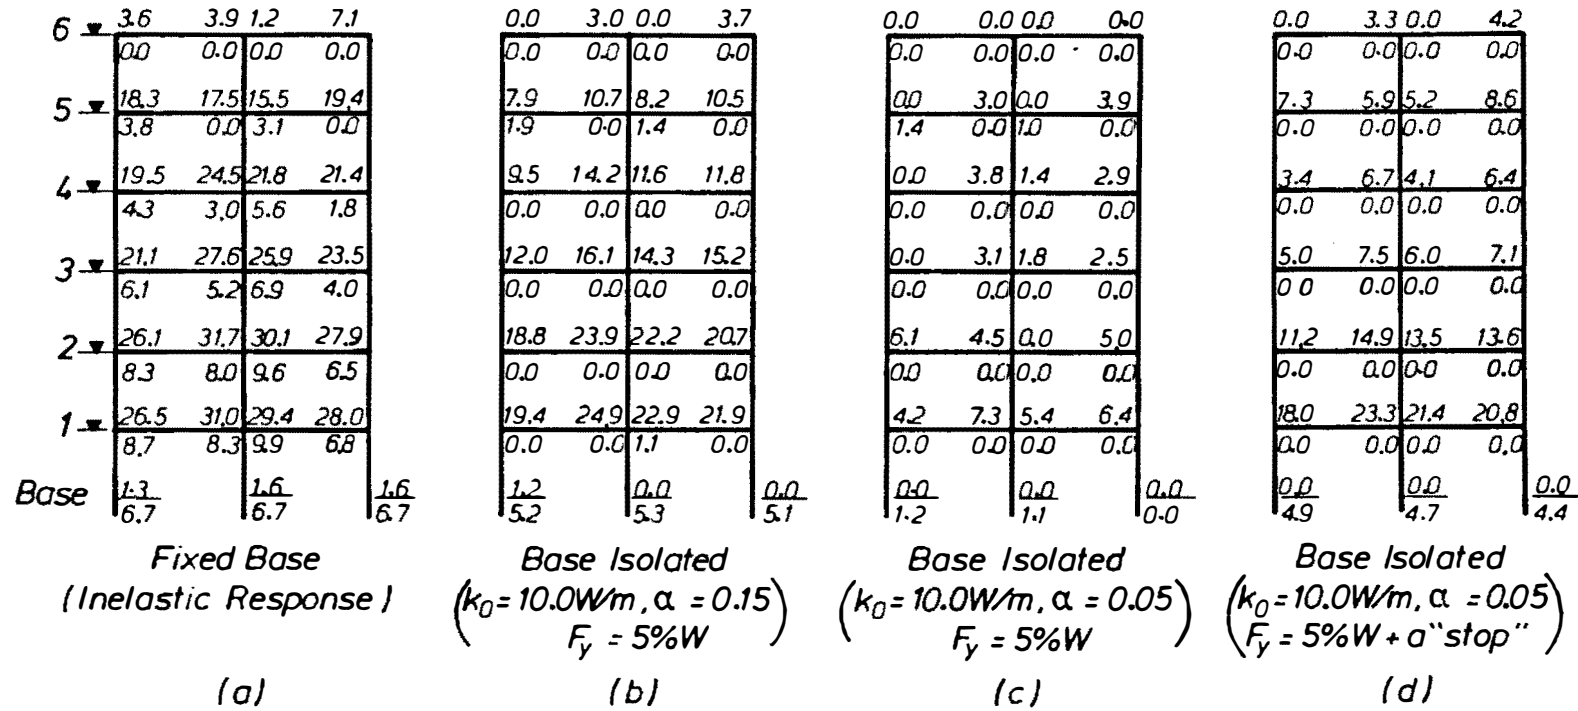 6 3.6 3.9 1.2 7.1 0.0 3.0 0.0 3.7 0.0 0.0 0.0 0.0 0.0 3.3 0.0 4.2
0.0 0.0 0.0 0.0 0.0 0.0 0.0 0.0 0.0 0.0 0.0 0.0 0.0 0.0 0.0 0.0
5 18.3 17.5 15.5 19.4 7.9 10.7 8.2 10.5 0.0 3.0 0.0 3.9 7.3 5.9 5.2 8.6
3.8 0.0 3.1 0.0 1.9 0.0 1.4 0.0 1.4 0.0 1.0 0.0 0.0 0.0 0.0 0.0
4 19.5 24.5 21.8 21.4 9.5 14.2 11.6 11.8 0.0 3.8 1.4 2.9 3.4 6.7 4.1 6.4
4.3 3.0 5.6 1.8 0.0 0.0 0.0 0.0 0.0 0.0 0.0 0.0 0.0 0.0 0.0 0.0
3 21.1 27.6 25.9 23.5 12.0 16.1 14.3 15.2 0.0 3.1 1.8 2.5 5.0 7.5 6.0 7.1
6.1 5.2 6.9 4.0 0.0 0.0 0.0 0.0 0.0 0.0 0.0 0.0 0.0 0.0 0.0 0.0
2 26.1 31.7 30.1 27.9 18.8 23.9 22.2 20.7 6.1 4.5 0.0 5.0 11.2 14.9 13.5 13.6
8.3 8.0 9.6 6.5 0.0 0.0 0.0 0.0 0.0 0.0 0.0 0.0 0.0 0.0 0.0 0.0
1 26.5 31.0 29.4 28.0 19.4 24.9 22.9 21.9 4.2 7.3 5.4 6.4 18.0 23.3 21.4 20.8
8.7 8.3 9.9 6.8 0.0 0.0 1.1 0.0 0.0 0.0 0.0 0.0 0.0 0.0 0.0 0.0
Base 1.3 1.6 1.6 1.2 0.0 0.0 0.0 0.0 0.0 0.0 0.0 0.0
6.7 6.7 6.7 5.2 5.3 5.1 1.2 1.1 0.0 4.9 4.7 4.4
Fixed Base
(Inelastic Response)
(a)
Base Isolated
(k₀ = 10.0W/m, α = 0.15)
Fy = 5%W
(b)
Base Isolated
(k₀ = 10.0W/m, α = 0.05)
Fy = 5%W
(c)
Base Isolated
(k₀ = 10.0W/m, α = 0.05)
Fy = 5%W + a "stop"
(d)